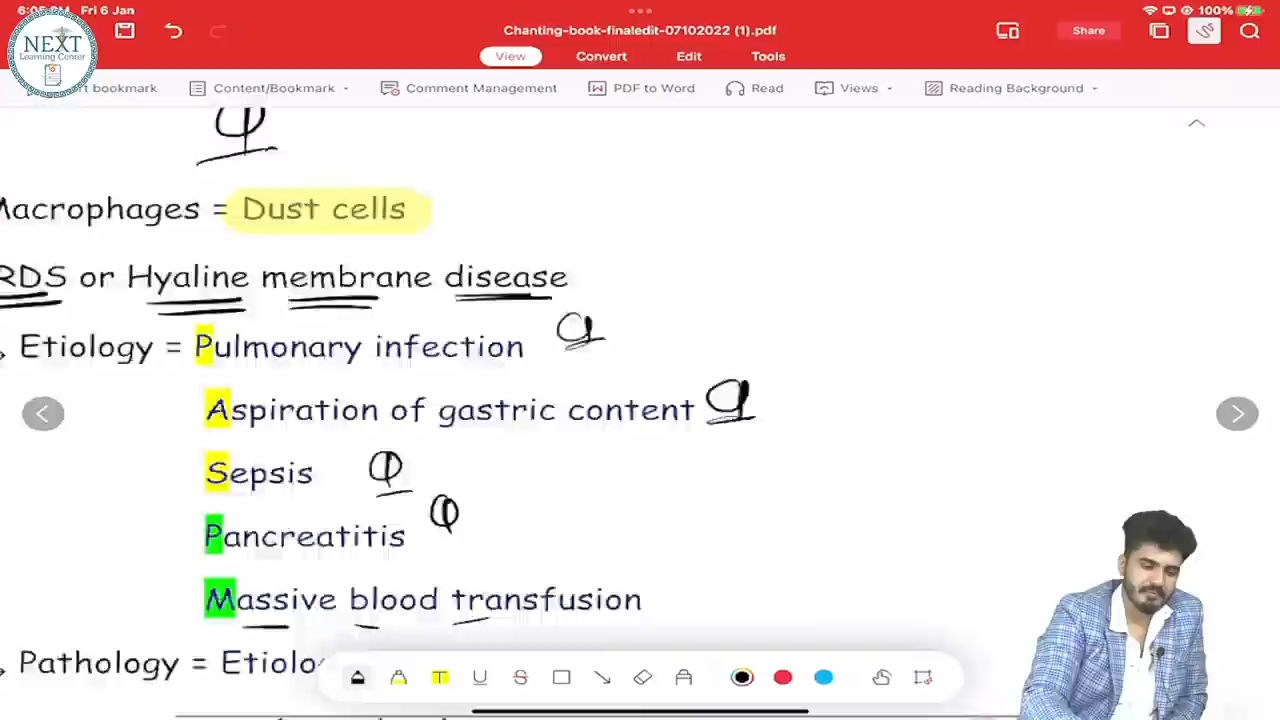 6:05 PM Fri 6 Jan
100%
NEXT
Learning Center
Chanting-book-finaledit-07102022 (1).pdf
Share
View Convert Edit Tools
bookmark Content/Bookmark Comment Management PDF to Word Read Views Reading Background
Macrophages = Dust cells
RDS or Hyaline membrane disease
Etiology = Pulmonary infection
Aspiration of gastric content
Sepsis
Pancreatitis
Massive blood transfusion
Pathology = Etiolo